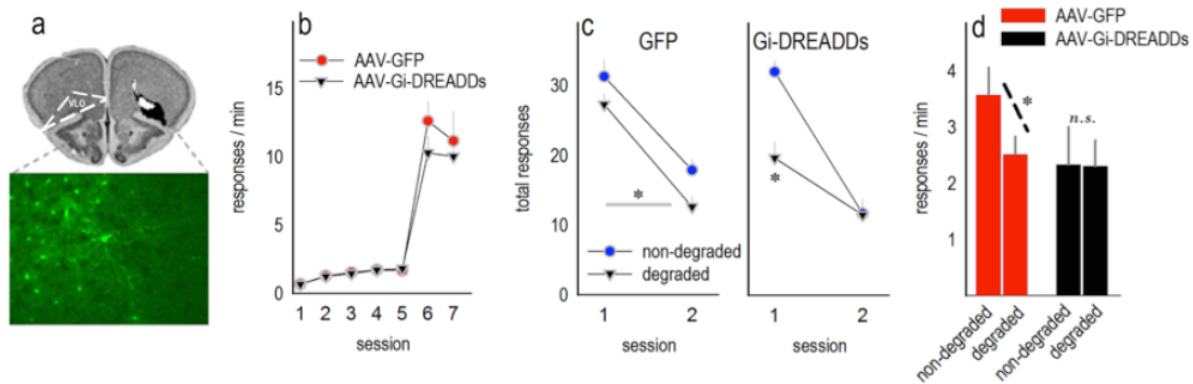 a
VLO
b
AAV-GFP
AAV-Gi-DREADDs
responses / min
15
10
5
0
1 2 3 4 5 6 7
session
c
GFP
Gi-DREADDs
total responses
30
20
10
0
*
*
non-degraded
degraded
1 2
session
1 2
session
d
AAV-GFP
AAV-Gi-DREADDs
responses / min
4
3
2
1
*
n.s.
non-degraded
degraded
non-degraded
degraded